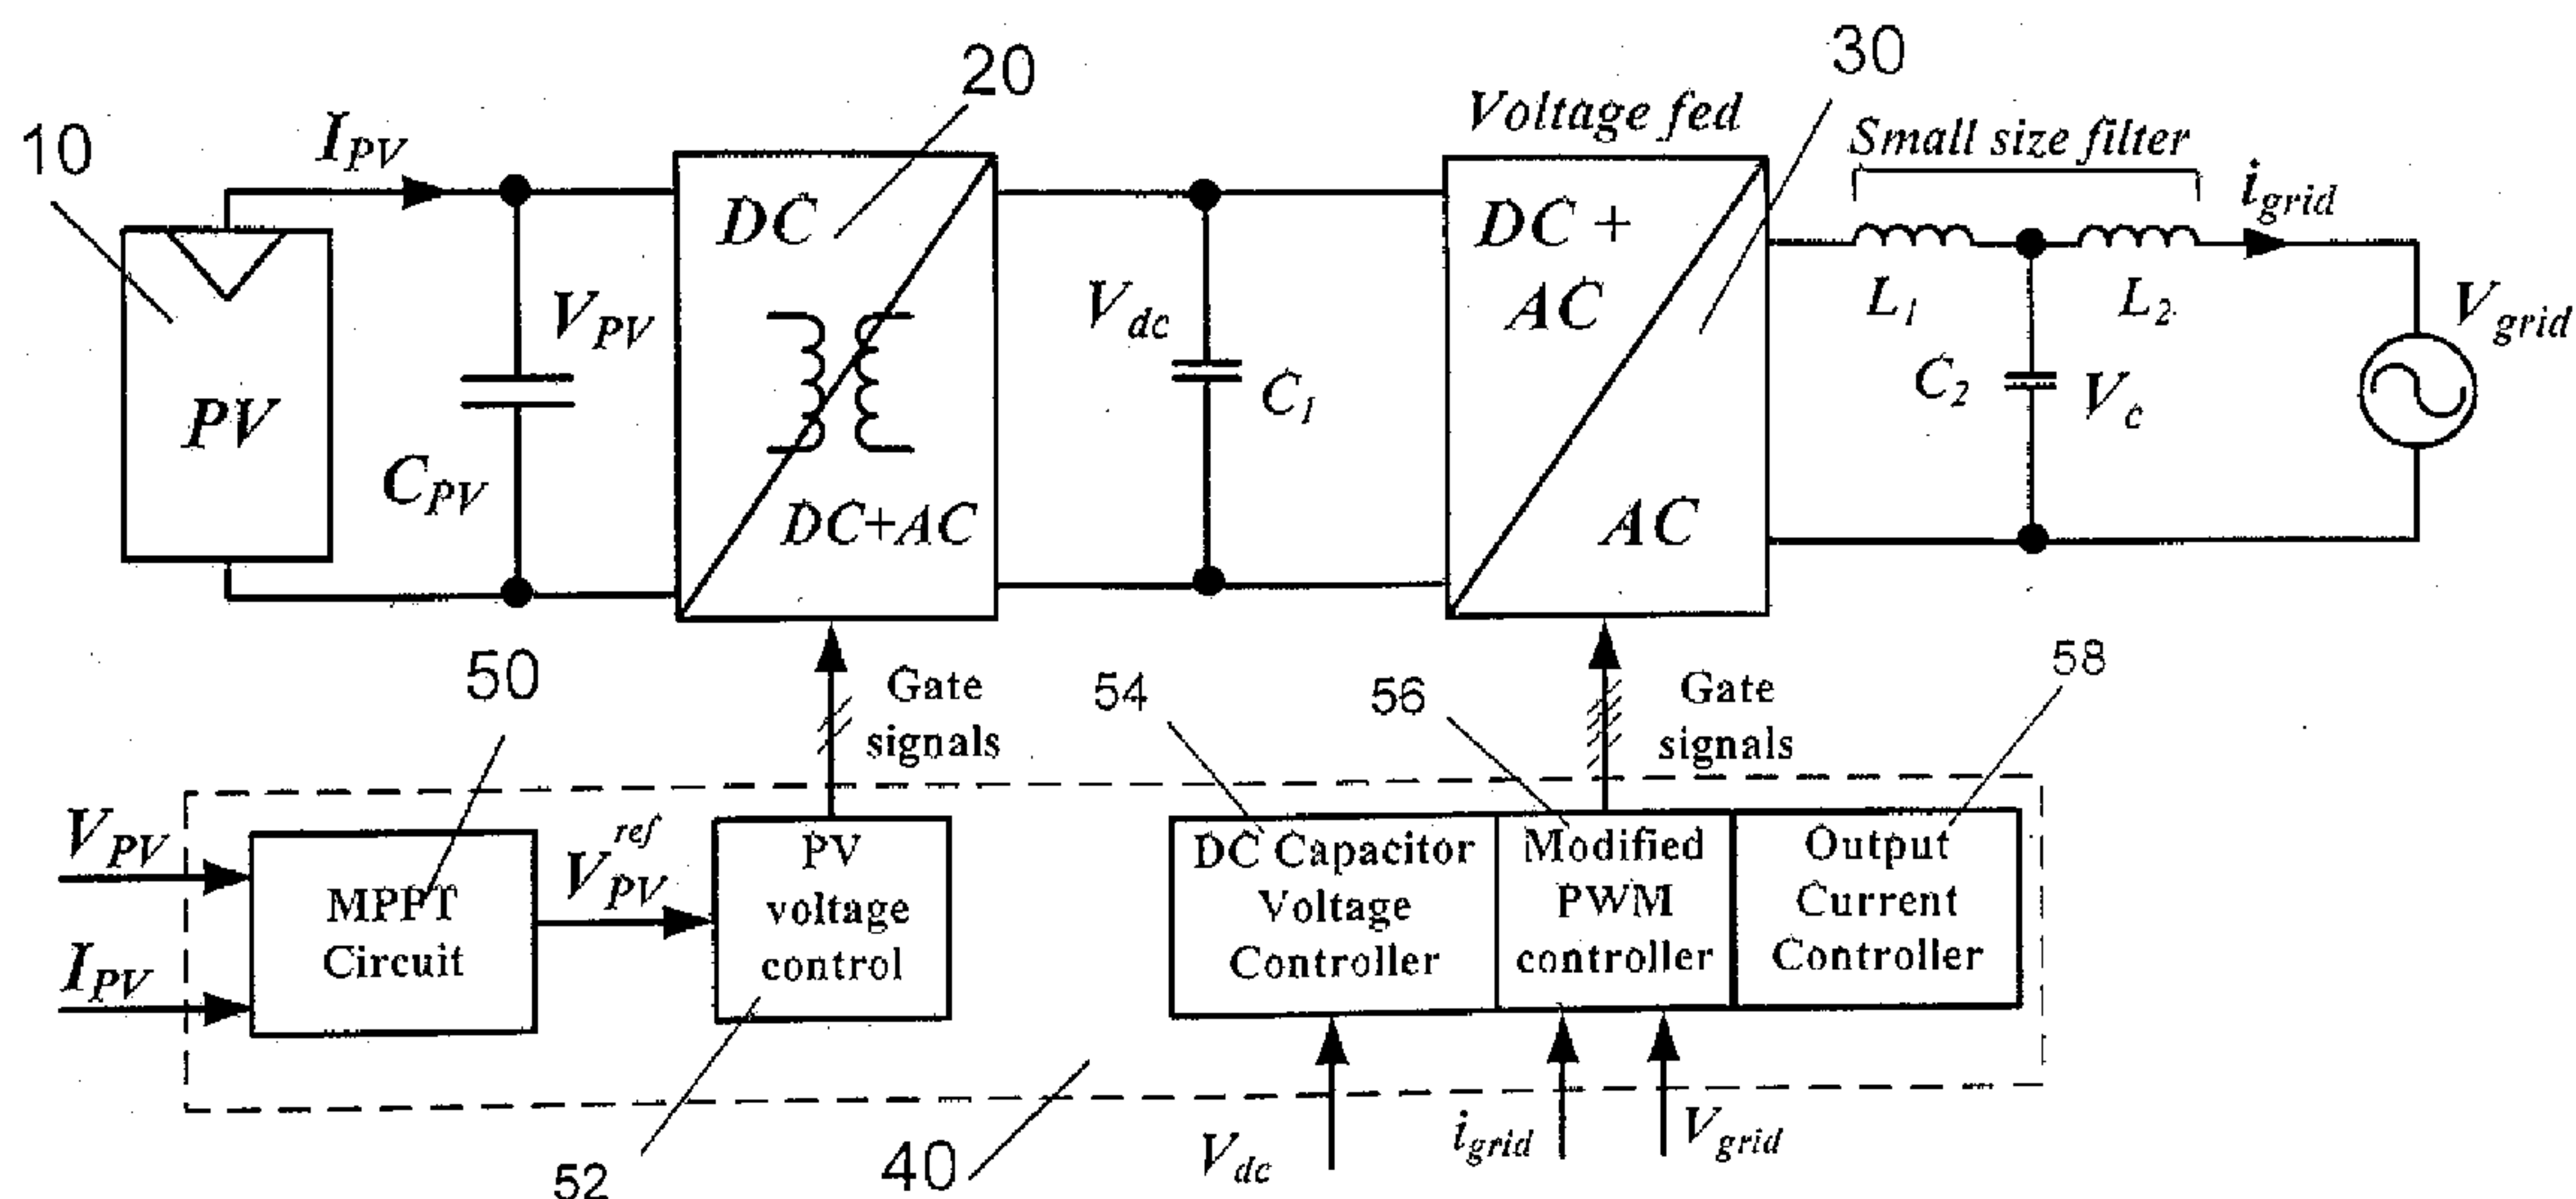 10
I_PV
PV
C_PV
V_PV
20
DC
DC+AC
V_dc
C_1
Voltage fed
30
DC +
AC
AC
Small size filter
i_grid
L_1
L_2
C_2
V_c
V_grid
50
Gate
signals
54
56
Gate
signals
58
V_PV
I_PV
MPPT
Circuit
V_PV^ref
PV
voltage
control
DC Capacitor
Voltage
Controller
Modified
PWM
controller
Output
Current
Controller
52
40
V_dc
i_grid
V_grid